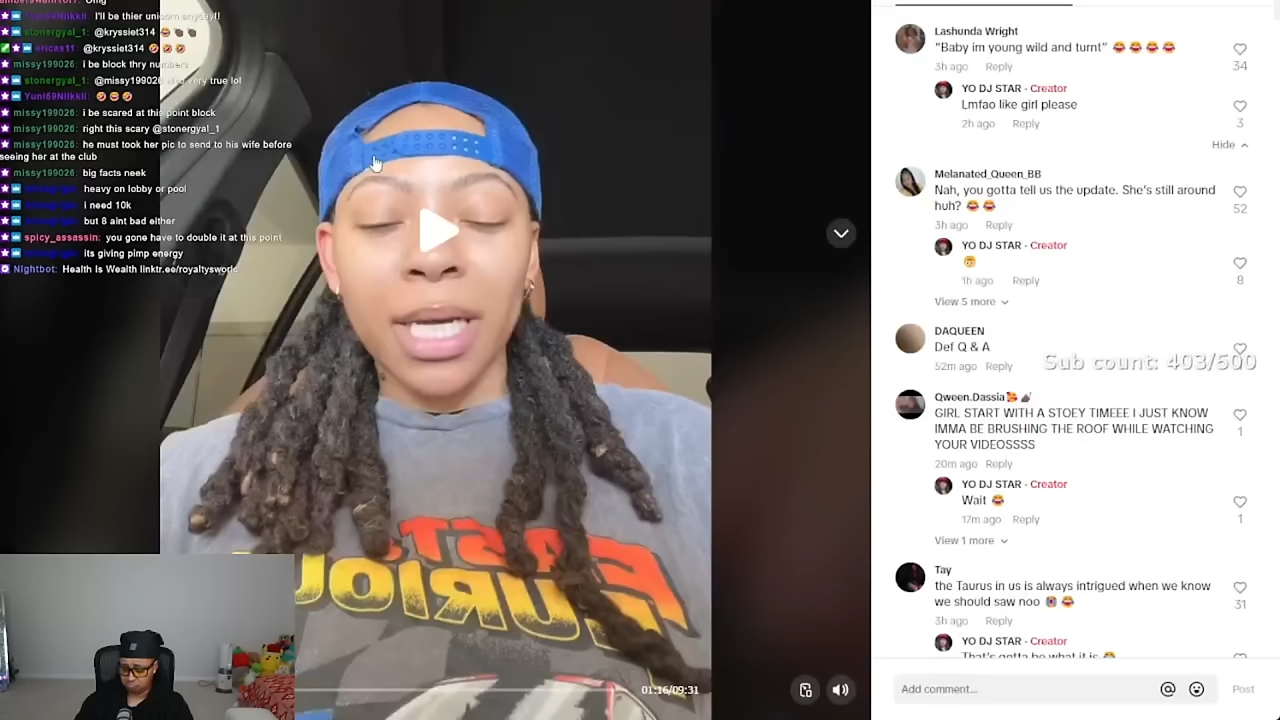 I'll be thier unicorn anyday!!
stonergyal_1: @kryssiet314
ericas11: @kryssiet314
missy199026: i be block thry numbers
stonergyal_1: @missy199026 also very true lol
Yuni69Nikkii:
missy199026: i be scared at this point block
missy199026: right this scary @stonergyal_1
missy199026: he must took her pic to send to his wife before
seeing her at the club
missy199026: big facts neek
heavy on lobby or pool
i need 10k
but 8 aint bad either
spicy_assassin: you gone have to double it at this point
its giving pimp energy
Nightbot: Health Is Wealth linktr.ee/royaltysworld
FAST &
FURIOU
01:16/09:31
Lashunda Wright
"Baby im young wild and turnt" 😂😂😂😂
34
3h ago Reply
YO DJ STAR · Creator
Lmfao like girl please
3
2h ago Reply
Hide
Melanated_Queen_BB
Nah, you gotta tell us the update. She's still around
huh? 😂😂
52
3h ago Reply
YO DJ STAR · Creator
8
1h ago Reply
View 5 more
DAQUEEN
Def Q & A
Sub count: 403/500
52m ago Reply
Qween.Dassia
GIRL START WITH A STOEY TIMEEE I JUST KNOW
IMMA BE BRUSHING THE ROOF WHILE WATCHING
YOUR VIDEOSSSS
1
20m ago Reply
YO DJ STAR · Creator
Wait 😂
1
17m ago Reply
View 1 more
Tay
the Taurus in us is always intrigued when we know
we should saw noo 😭😂
31
3h ago Reply
YO DJ STAR · Creator
That's gotta be what it is 😂
Add comment...
Post